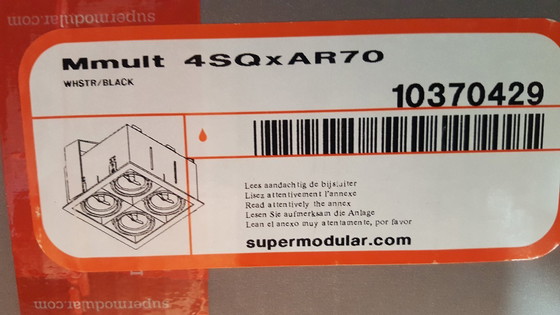 supermodular.com
Mmult 4SQxAR70
WHSTR/BLACK
10370429
Lees aandachtig de bijsluiter
Lisez attentivement l'annexe
Read attentively the annex
Lesen Sie aufmerksam die Anlage
Lean el anexo muy atentamente, por favor
supermodular.com
supermodular.com